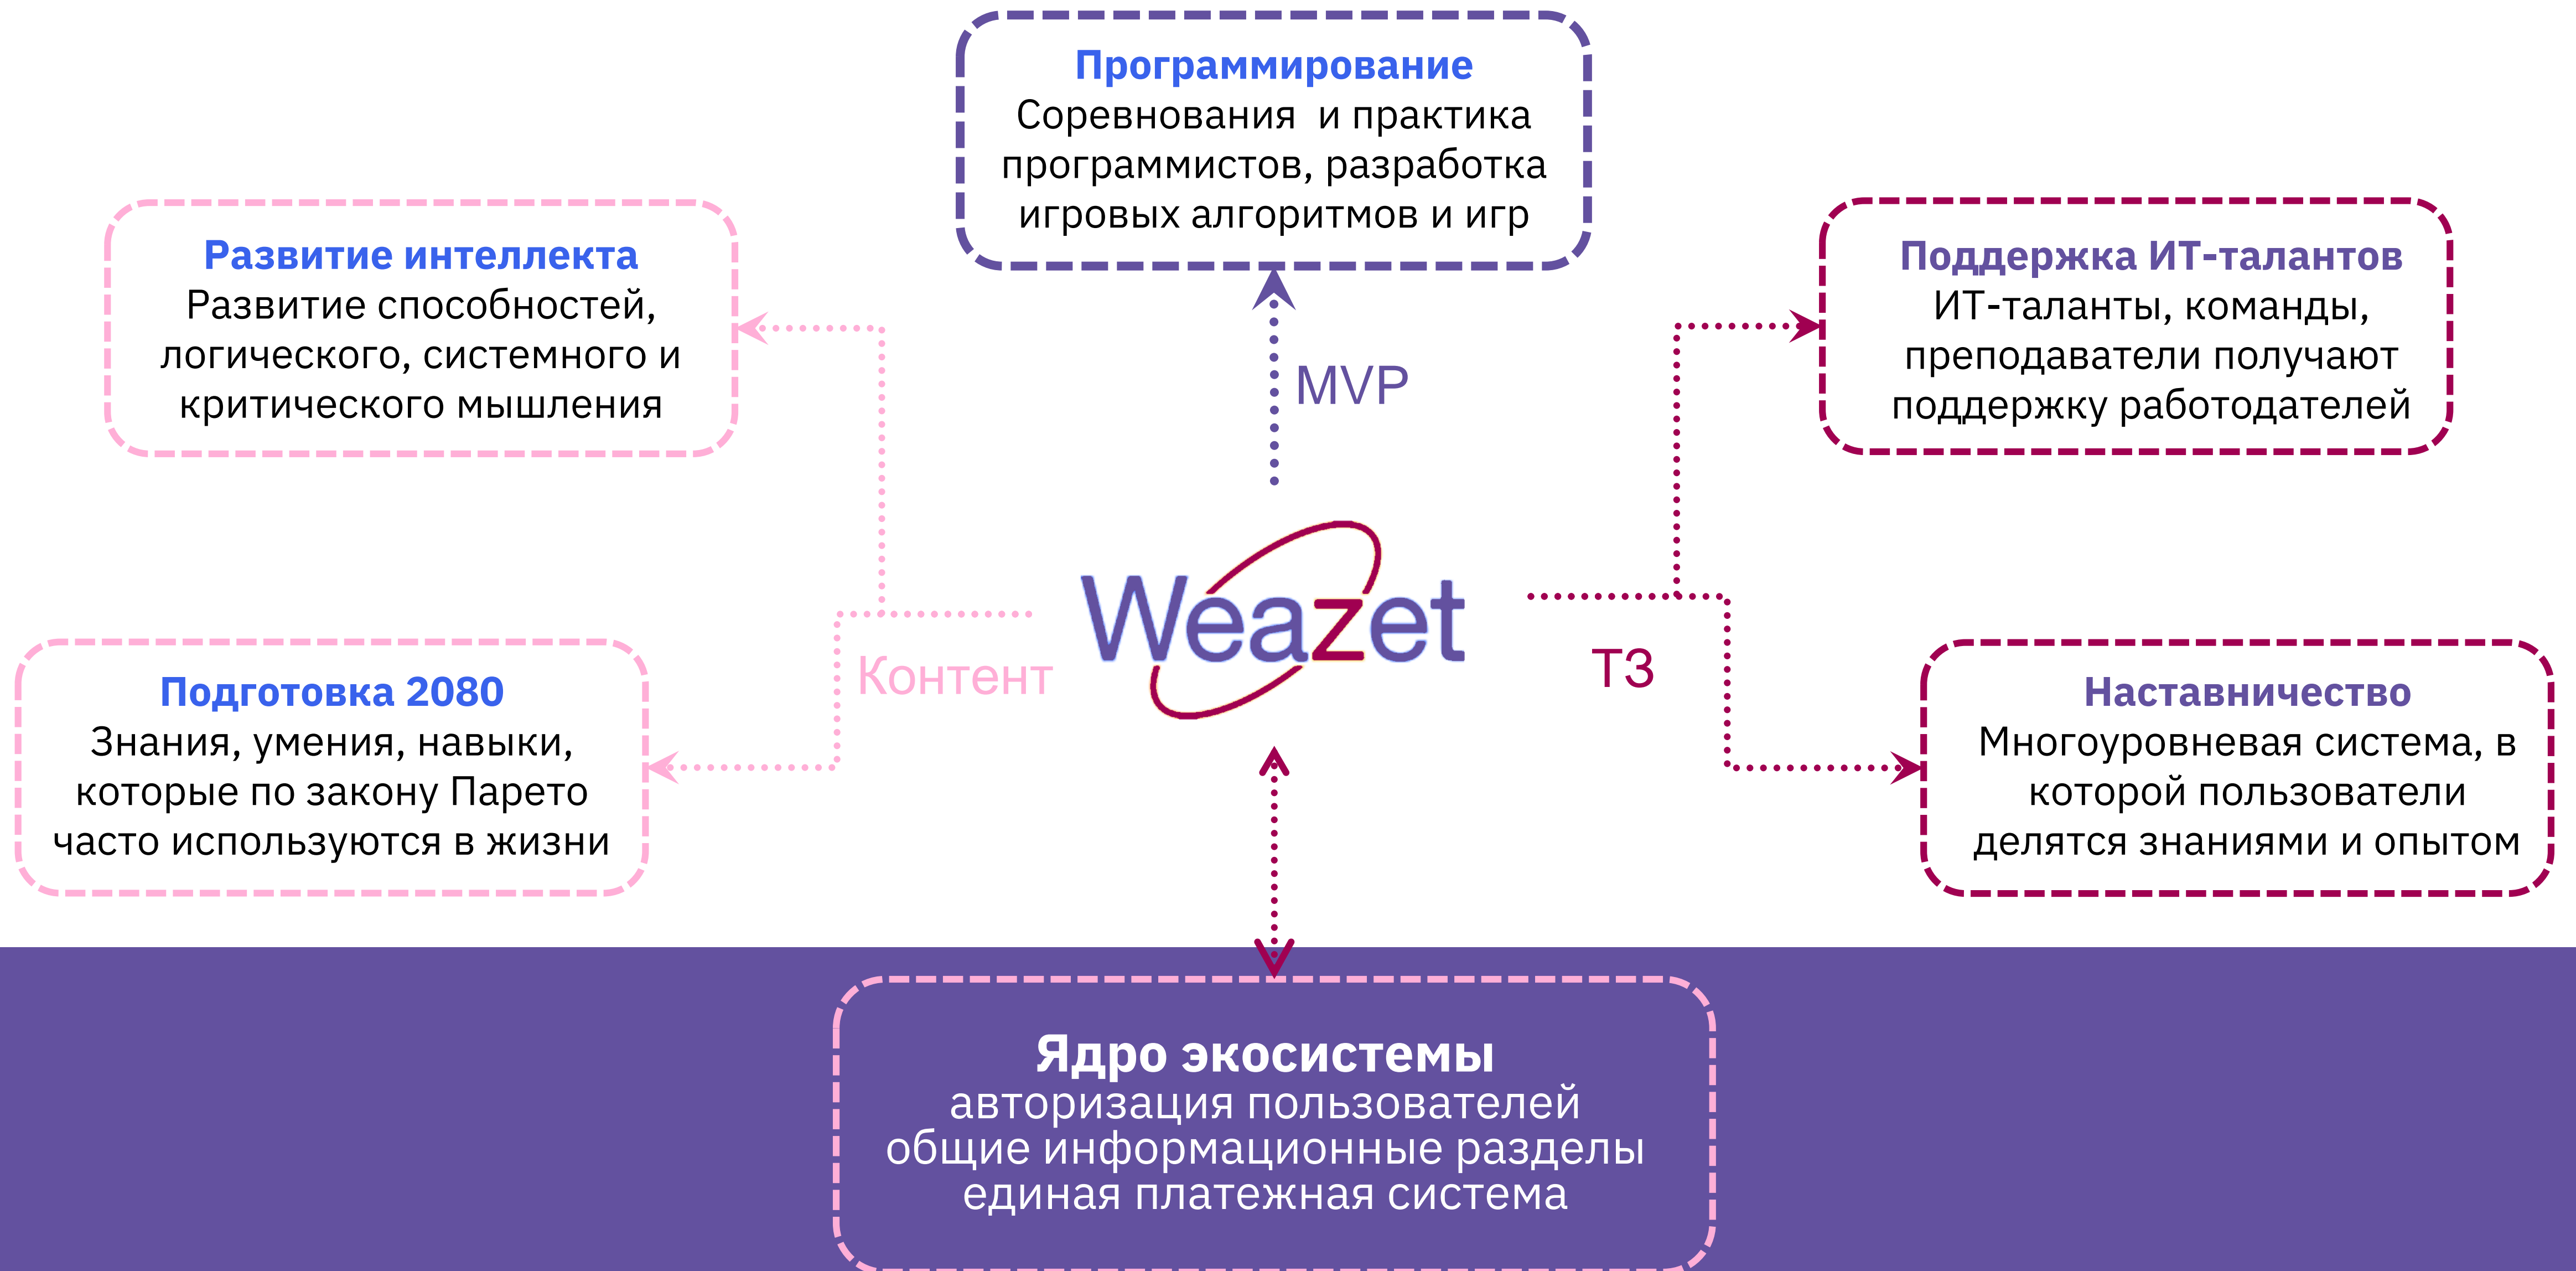 Программирование
Соревнования и практика
программистов, разработка
игровых алгоритмов и игр
Развитие интеллекта
Развитие способностей,
логического, системного и
критического мышления
Поддержка ИТ-талантов
ИТ-таланты, команды,
преподаватели получают
поддержку работодателей
MVP
Weazet
Контент
ТЗ
Подготовка 2080
Знания, умения, навыки,
которые по закону Парето
часто используются в жизни
Наставничество
Многоуровневая система, в
которой пользователи
делятся знаниями и опытом
Ядро экосистемы
авторизация пользователей
общие информационные разделы
единая платежная система